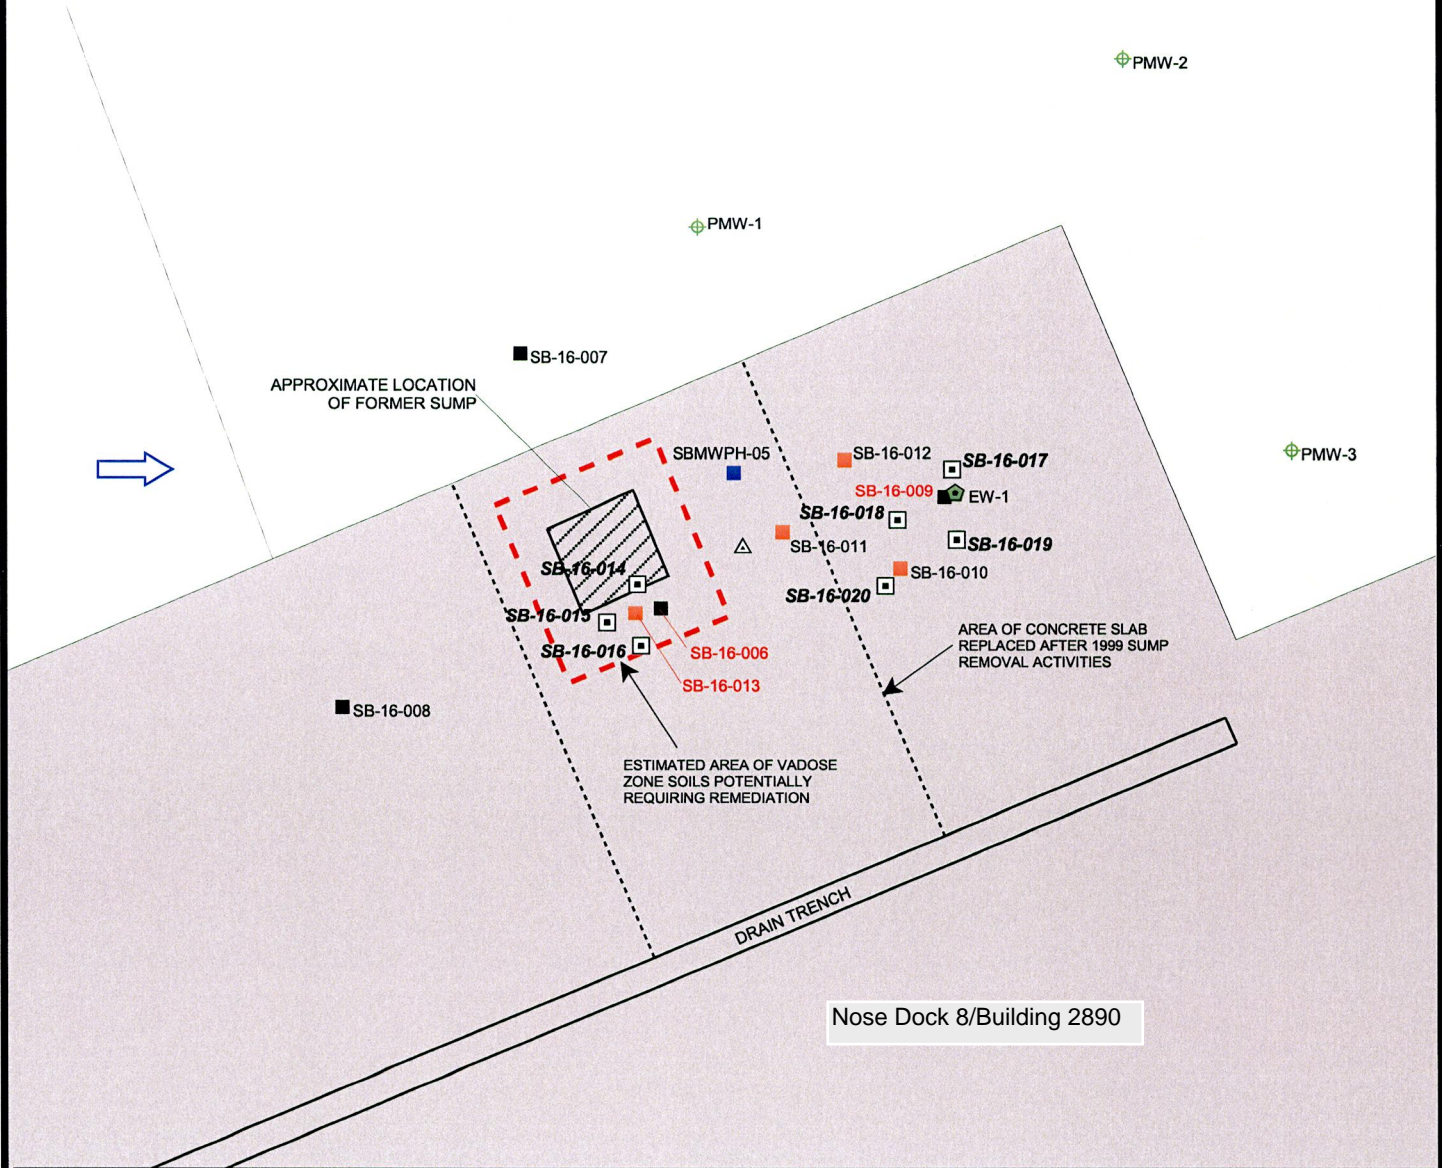 PMW-2
PMW-1
SB-16-007
APPROXIMATE LOCATION
OF FORMER SUMP
SBMWPH-05
SB-16-012
SB-16-017
PMW-3
SB-16-009
EW-1
SB-16-018
SB-16-011
SB-16-019
SB-16-014
SB-16-010
SB-16-020
SB-16-015
SB-16-016
SB-16-006
SB-16-013
AREA OF CONCRETE SLAB
REPLACED AFTER 1999 SUMP
REMOVAL ACTIVITIES
SB-16-008
ESTIMATED AREA OF VADOSE
ZONE SOILS POTENTIALLY
REQUIRING REMEDIATION
DRAIN TRENCH
Nose Dock 8/Building 2890